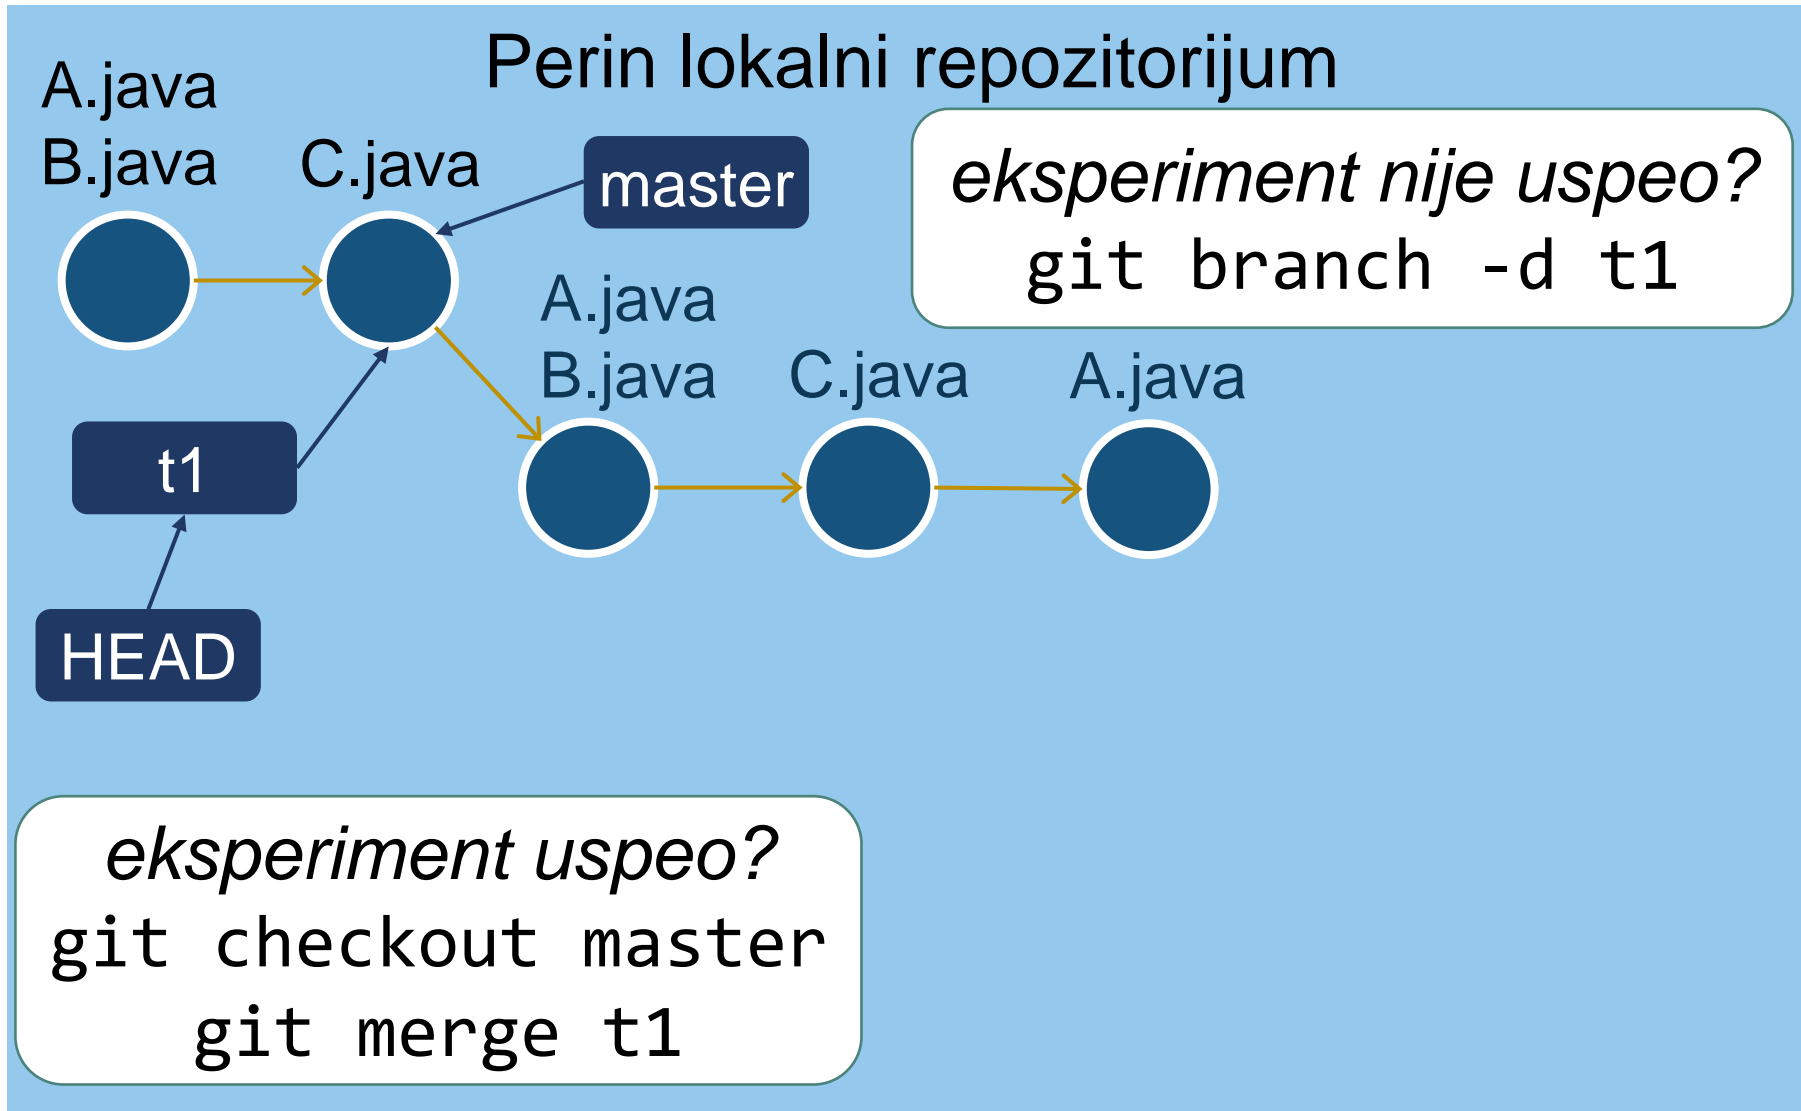 Perin lokalni repozitorijum
A.java
B.java
C.java
master
eksperiment nije uspeo?
git branch -d t1
A.java
B.java
C.java
A.java
t1
HEAD
eksperiment uspeo?
git checkout master
git merge t1